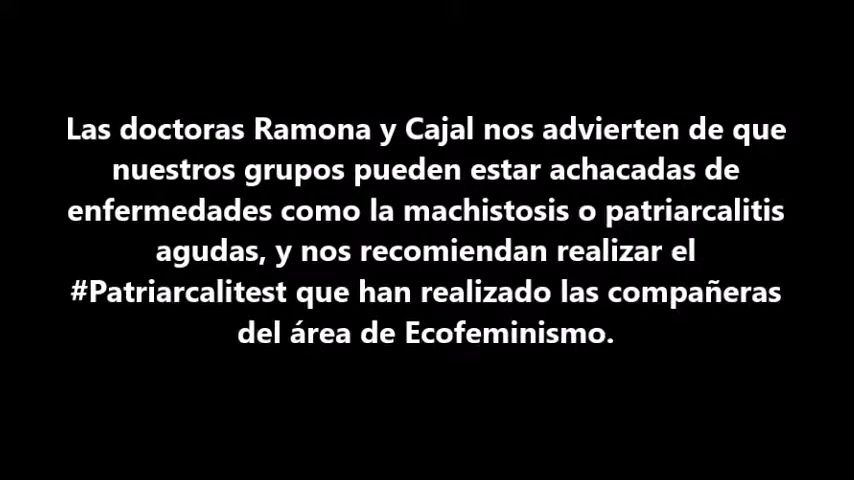 Las doctoras Ramona y Cajal nos advierten de que
nuestros grupos pueden estar achacadas de
enfermedades como la machistosis o patriarcalitis
agudas, y nos recomiendan realizar el
#Patriarcalitest que han realizado las compañeras
del área de Ecofeminismo.